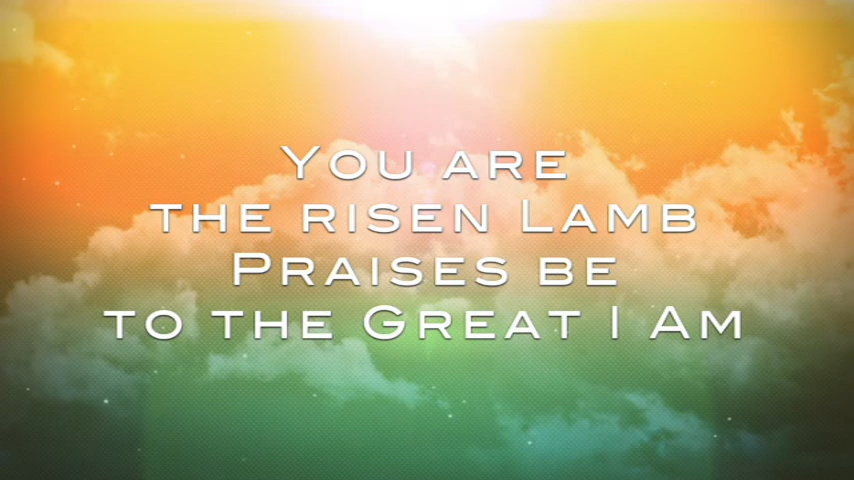 You are
the risen Lamb
Praises be
to the Great I Am